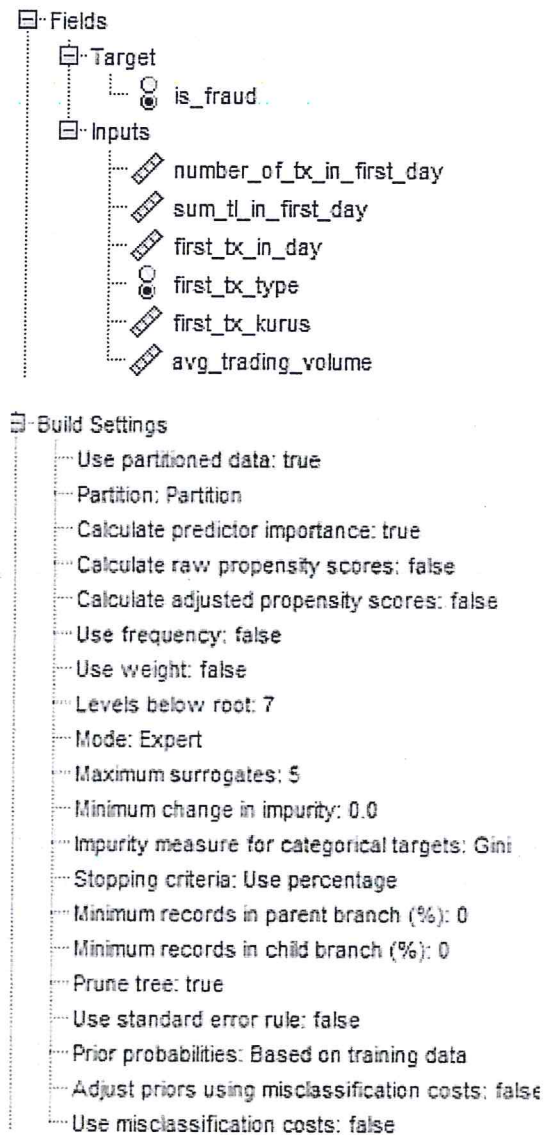 Fields
Target
is_fraud
Inputs
number_of_tx_in_first_day
sum_tl_in_first_day
first_tx_in_day
first_tx_type
first_tx_kurus
avg_trading_volume
Build Settings
Use partitioned data: true
Partition: Partition
Calculate predictor importance: true
Calculate raw propensity scores: false
Calculate adjusted propensity scores: false
Use frequency: false
Use weight: false
Levels below root: 7
Mode: Expert
Maximum surrogates: 5
Minimum change in impurity: 0.0
Impurity measure for categorical targets: Gini
Stopping criteria: Use percentage
Minimum records in parent branch (%): 0
Minimum records in child branch (%): 0
Prune tree: true
Use standard error rule: false
Prior probabilities: Based on training data
Adjust priors using misclassification costs: false
Use misclassification costs: false